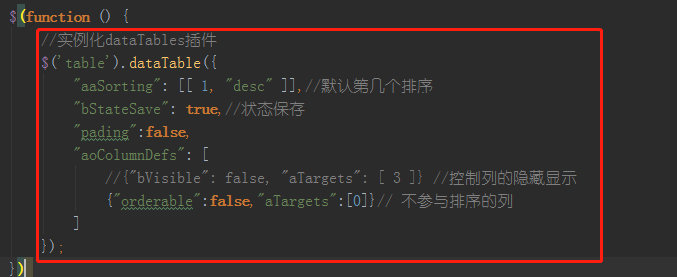 $(function () {
//实例化dataTables插件
$('table').dataTable({
"aaSorting": [[ 1, "desc" ]],//默认第几个排序
"bStateSave": true,//状态保存
"pading":false,
"aoColumnDefs": [
//{"bVisible": false, "aTargets": [ 3 ]} //控制列的隐藏显示
{"orderable":false,"aTargets":[0]}// 不参与排序的列
]
});
})